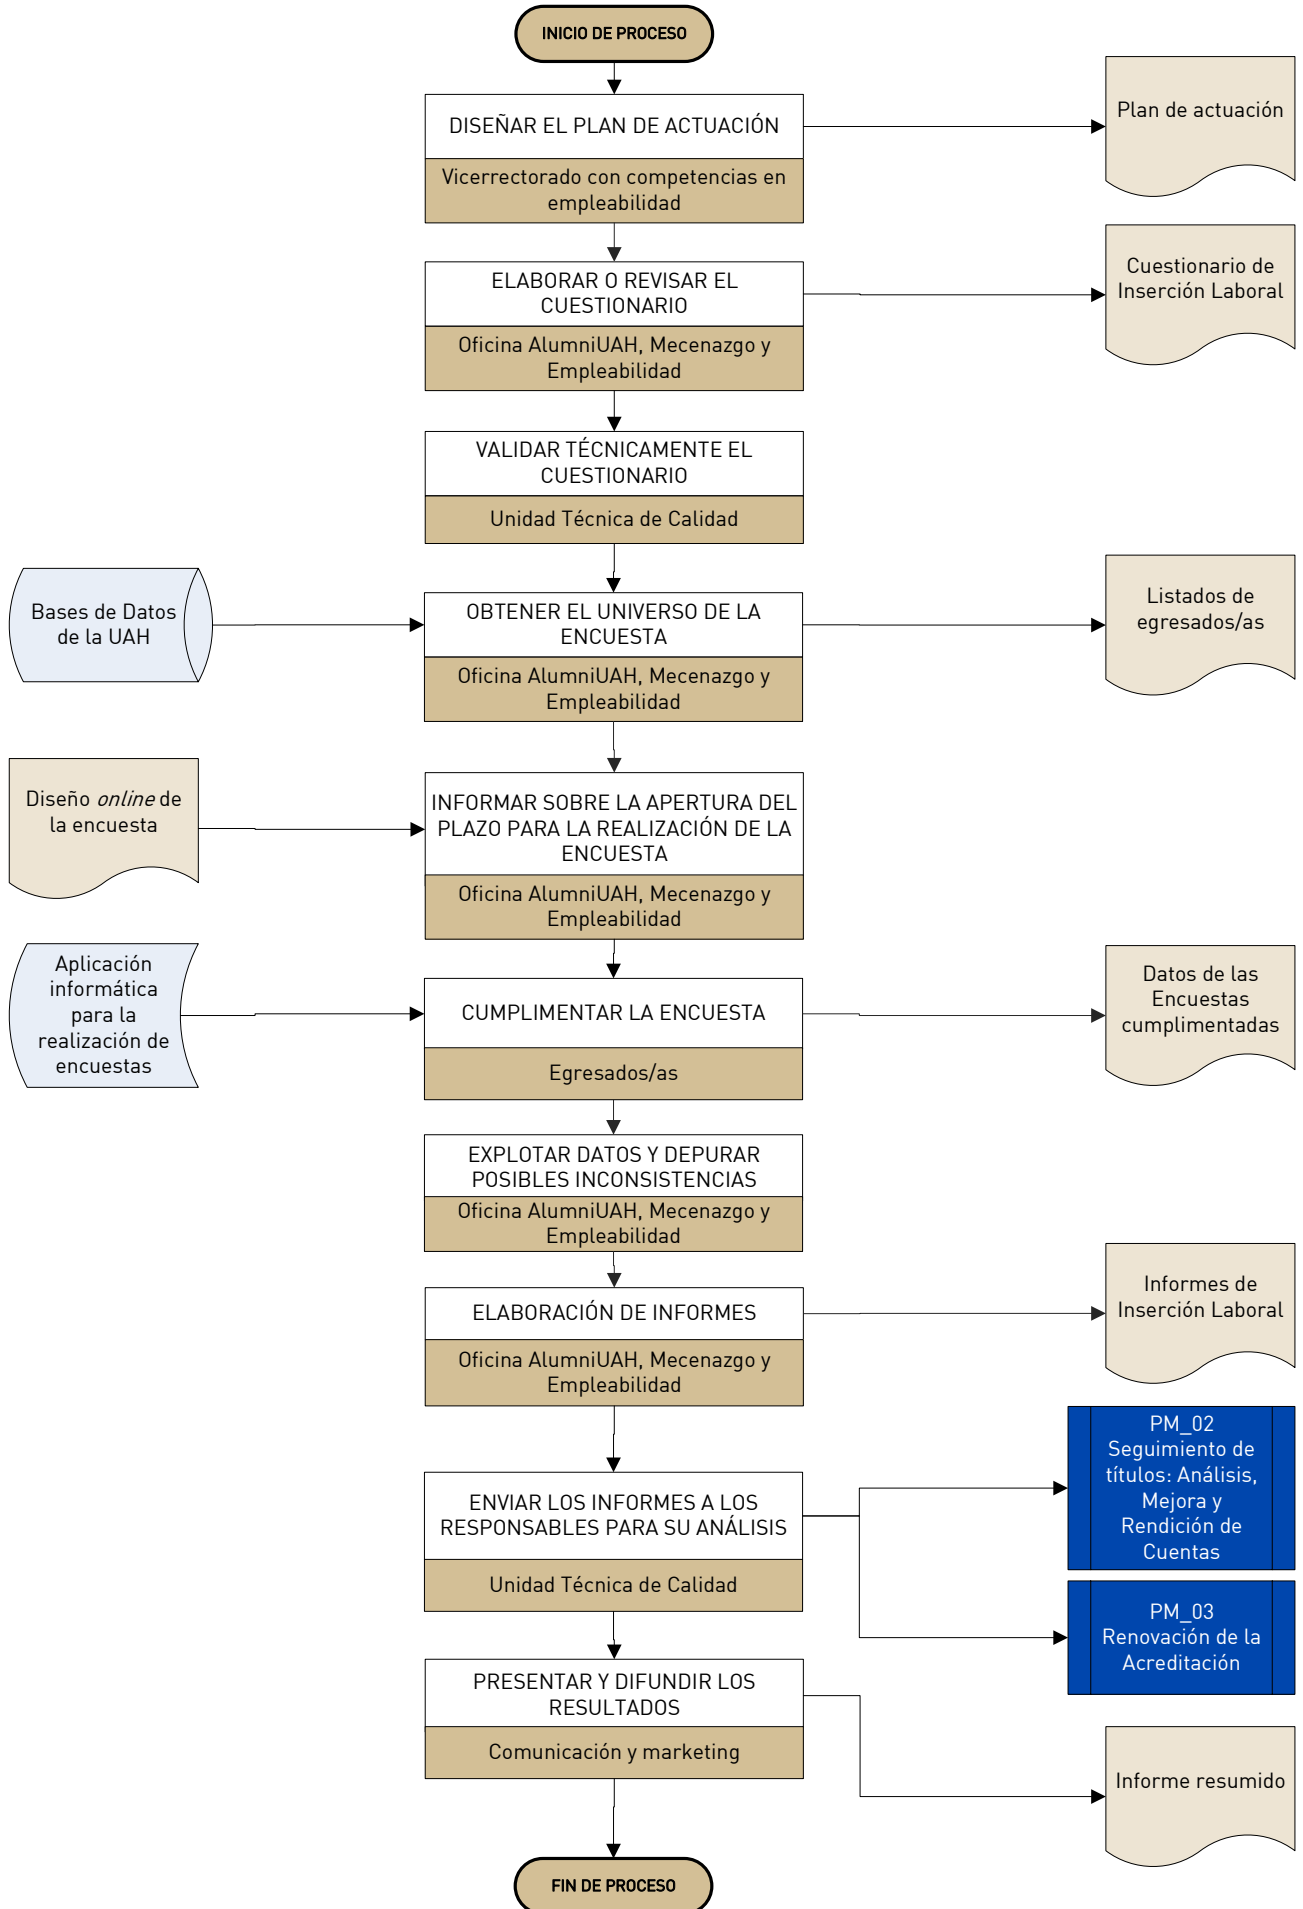 INICIO DE PROCESO
DISEÑAR EL PLAN DE ACTUACIÓN
Vicerrectorado con competencias en
empleabilidad
Plan de actuación
ELABORAR O REVISAR EL
CUESTIONARIO
Oficina AlumniUAH, Mecenazgo y
Empleabilidad
Cuestionario de
Inserción Laboral
VALIDAR TÉCNICAMENTE EL
CUESTIONARIO
Unidad Técnica de Calidad
Bases de Datos
de la UAH
OBTENER EL UNIVERSO DE LA
ENCUESTA
Oficina AlumniUAH, Mecenazgo y
Empleabilidad
Listados de
egresados/as
Diseño online de
la encuesta
INFORMAR SOBRE LA APERTURA DEL
PLAZO PARA LA REALIZACIÓN DE LA
ENCUESTA
Oficina AlumniUAH, Mecenazgo y
Empleabilidad
Aplicación
informática
para la
realización de
encuestas
CUMPLIMENTAR LA ENCUESTA
Egresados/as
Datos de las
Encuestas
cumplimentadas
EXPLOTAR DATOS Y DEPURAR
POSIBLES INCONSISTENCIAS
Oficina AlumniUAH, Mecenazgo y
Empleabilidad
ELABORACIÓN DE INFORMES
Oficina AlumniUAH, Mecenazgo y
Empleabilidad
Informes de
Inserción Laboral
ENVIAR LOS INFORMES A LOS
RESPONSABLES PARA SU ANÁLISIS
Unidad Técnica de Calidad
PM_02
Seguimiento de
títulos: Análisis,
Mejora y
Rendición de
Cuentas
PM_03
Renovación de la
Acreditación
PRESENTAR Y DIFUNDIR LOS
RESULTADOS
Comunicación y marketing
Informe resumido
FIN DE PROCESO